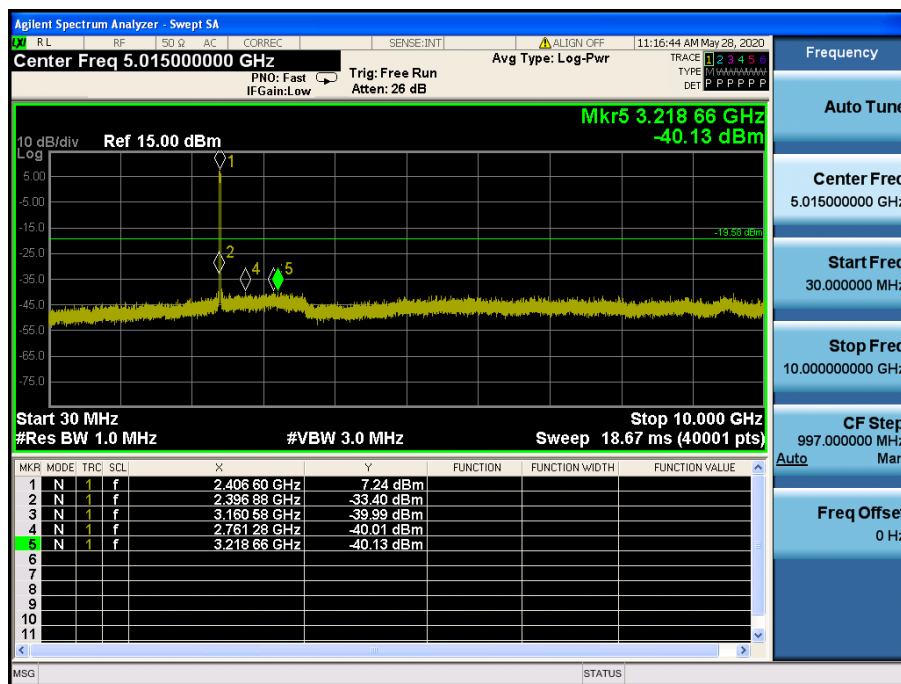 Agilent Spectrum Analyzer - Swept SA
LXI RL RF 50 Ω AC CORREC SENSE:INT ALIGN OFF 11:16:44 AM May 28, 2020
Center Freq 5.015000000 GHz
PNO: Fast
IFGain:Low
Trig: Free Run
Atten: 26 dB
Avg Type: Log-Pwr
TRACE 1 2 3 4 5 6
TYPE M W W W W W
DET P P P P P P
Mkr5 3.218 66 GHz
-40.13 dBm
10 dB/div Ref 15.00 dBm
Log
1
5.00
-5.00
-15.0
-19.58 dBm
-25.0
2
4
5
-35.0
-45.0
-55.0
-65.0
-75.0
Start 30 MHz Stop 10.000 GHz
#Res BW 1.0 MHz #VBW 3.0 MHz Sweep 18.67 ms (40001 pts)
MKR MODE TRC SCL X Y FUNCTION FUNCTION WIDTH FUNCTION VALUE
1 N 1 f 2.406 60 GHz 7.24 dBm
2 N 1 f 2.396 88 GHz -33.40 dBm
3 N 1 f 3.160 58 GHz -39.99 dBm
4 N 1 f 2.761 28 GHz -40.01 dBm
5 N 1 f 3.218 66 GHz -40.13 dBm
6
7
8
9
10
11
MSG STATUS
Frequency
Auto Tune
Center Freq
5.015000000 GHz
Start Freq
30.000000 MHz
Stop Freq
10.000000000 GHz
CF Step
997.000000 MHz
Auto Man
Freq Offset
0 Hz